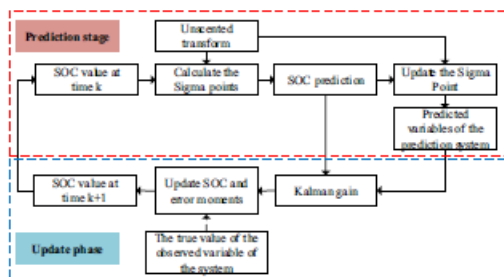 Prediction stage
Unscented
transform
SOC value at
time k
Calculate the
Sigma points
SOC prediction
Update the Sigma
Point
Predicted
variables of the
prediction system
SOC value at
time k+1
Update SOC and
error moments
Kalman gain
Update phase
The true value of the
observed variable of
the system